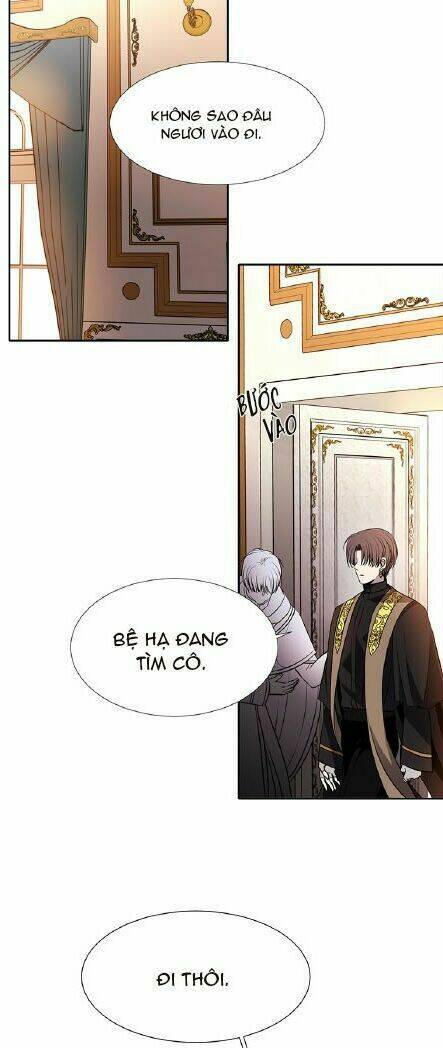 KHÔNG SAO ĐÂU
NGƯƠI VÀO ĐI.
BƯỚC
VÀO
BỆ HẠ ĐANG
TÌM CÔ.
ĐI THÔI.